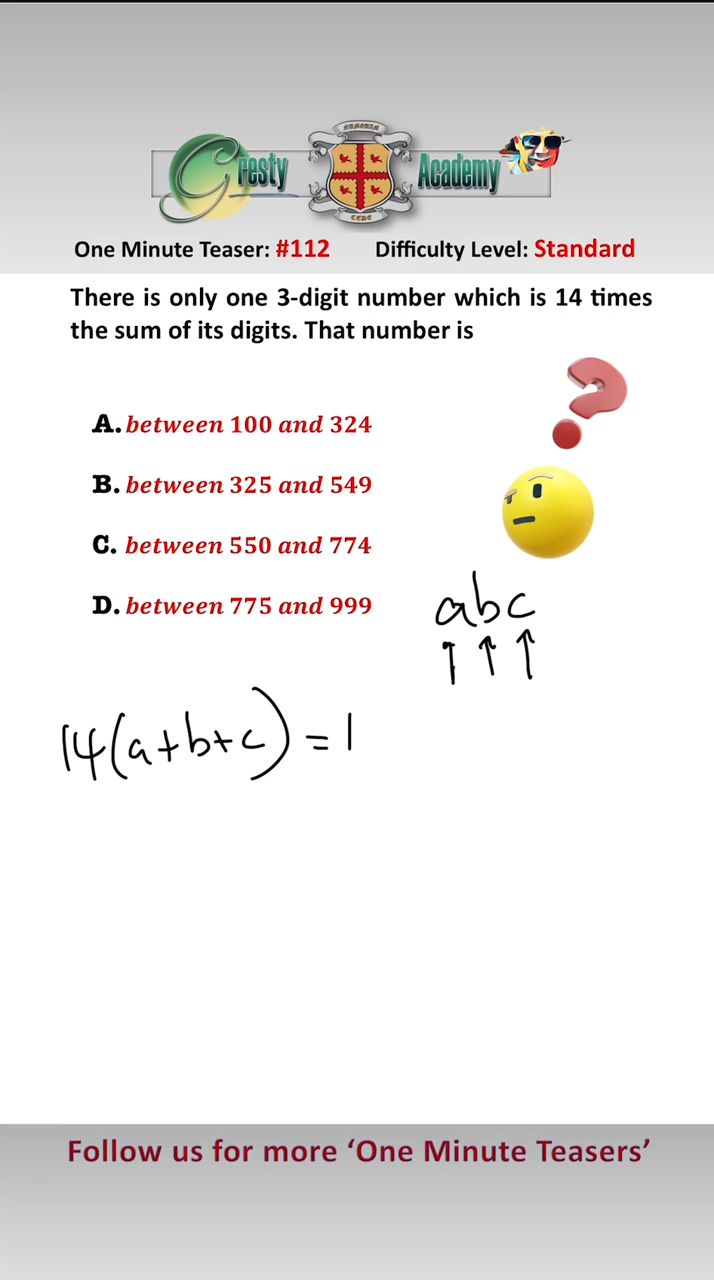 Gresty Academy
One Minute Teaser: #112 Difficulty Level: Standard
There is only one 3-digit number which is 14 times
the sum of its digits. That number is
A. between 100 and 324
B. between 325 and 549
C. between 550 and 774
D. between 775 and 999
abc
↑↑↑
14(a+b+c) = 1
Follow us for more ‘One Minute Teasers’